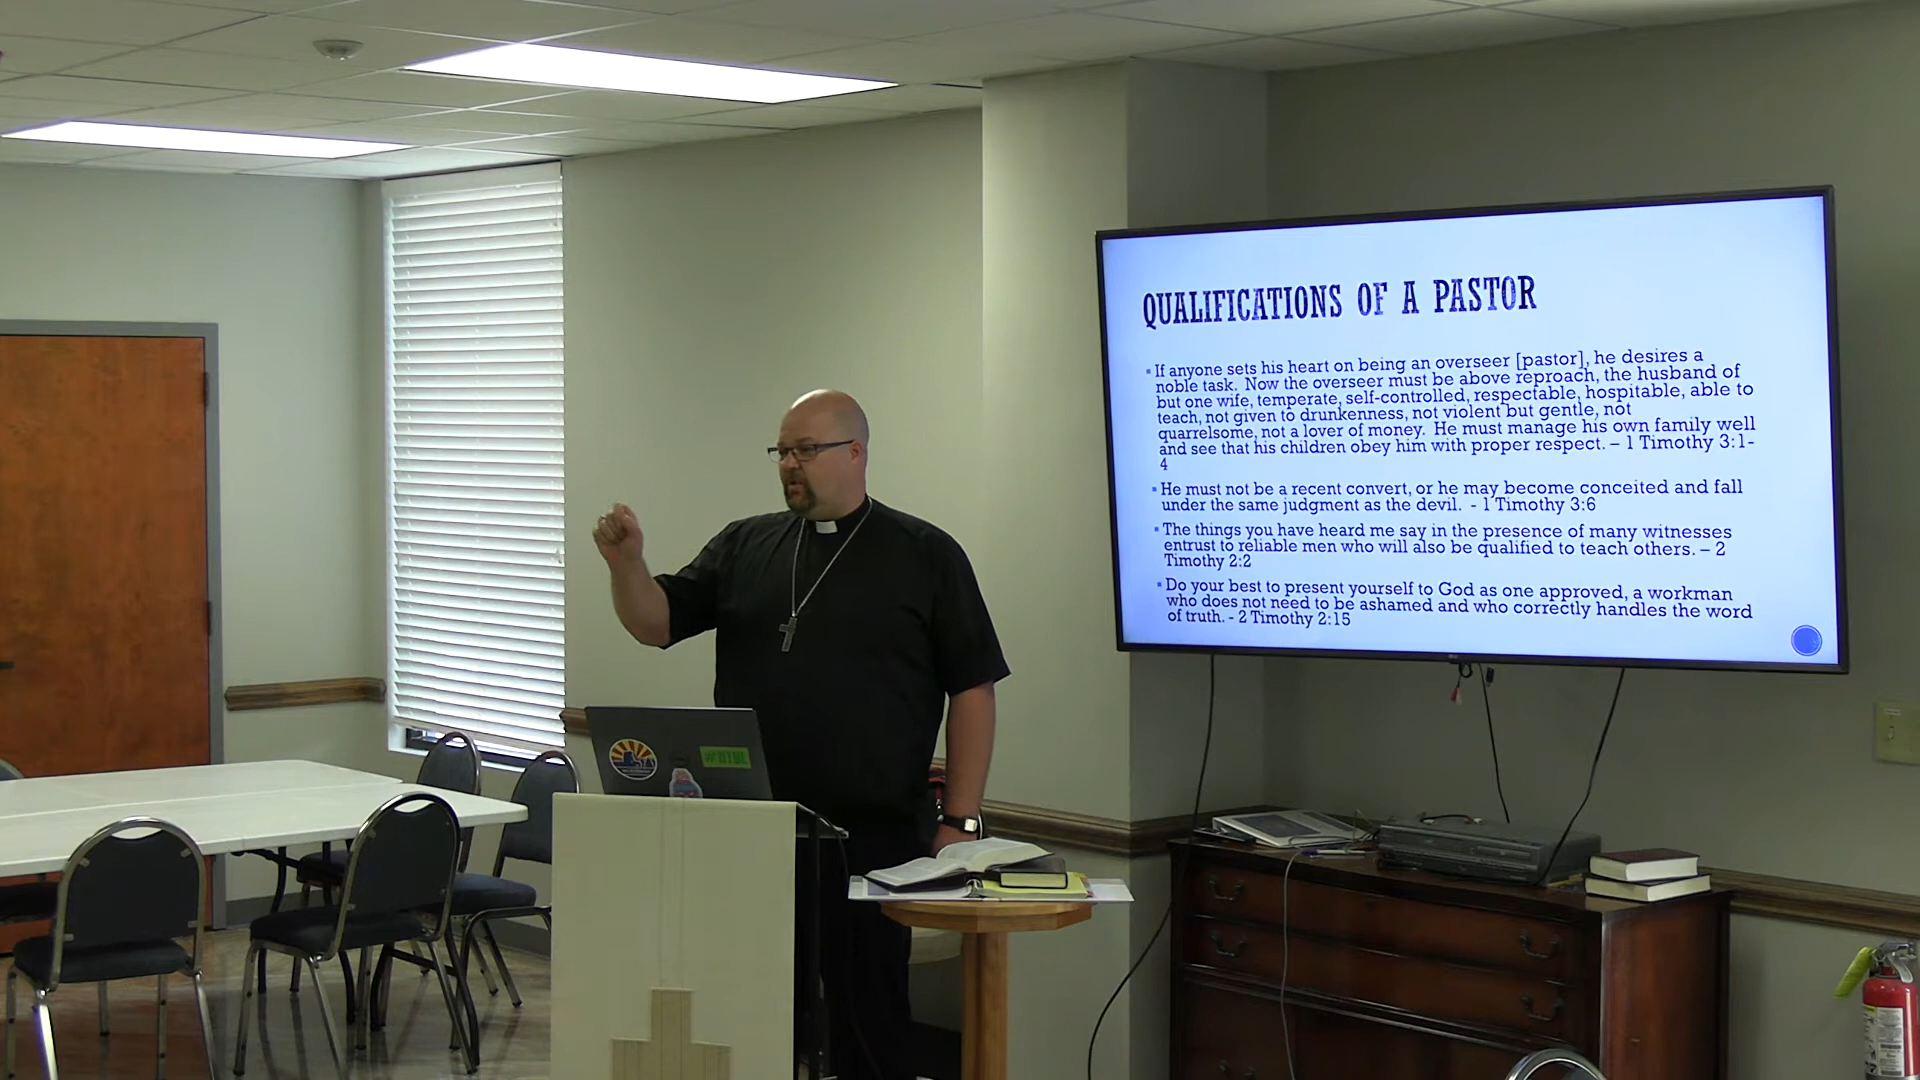 QUALIFICATIONS OF A PASTOR
If anyone sets his heart on being an overseer [pastor], he desires a
noble task. Now the overseer must be above reproach, the husband of
but one wife, temperate, self-controlled, respectable, hospitable, able to
teach, not given to drunkenness, not violent but gentle, not
quarrelsome, not a lover of money. He must manage his own family well
and see that his children obey him with proper respect. – 1 Timothy 3:1-
4
He must not be a recent convert, or he may become conceited and fall
under the same judgment as the devil. - 1 Timothy 3:6
The things you have heard me say in the presence of many witnesses
entrust to reliable men who will also be qualified to teach others. – 2
Timothy 2:2
Do your best to present yourself to God as one approved, a workman
who does not need to be ashamed and who correctly handles the word
of truth. - 2 Timothy 2:15